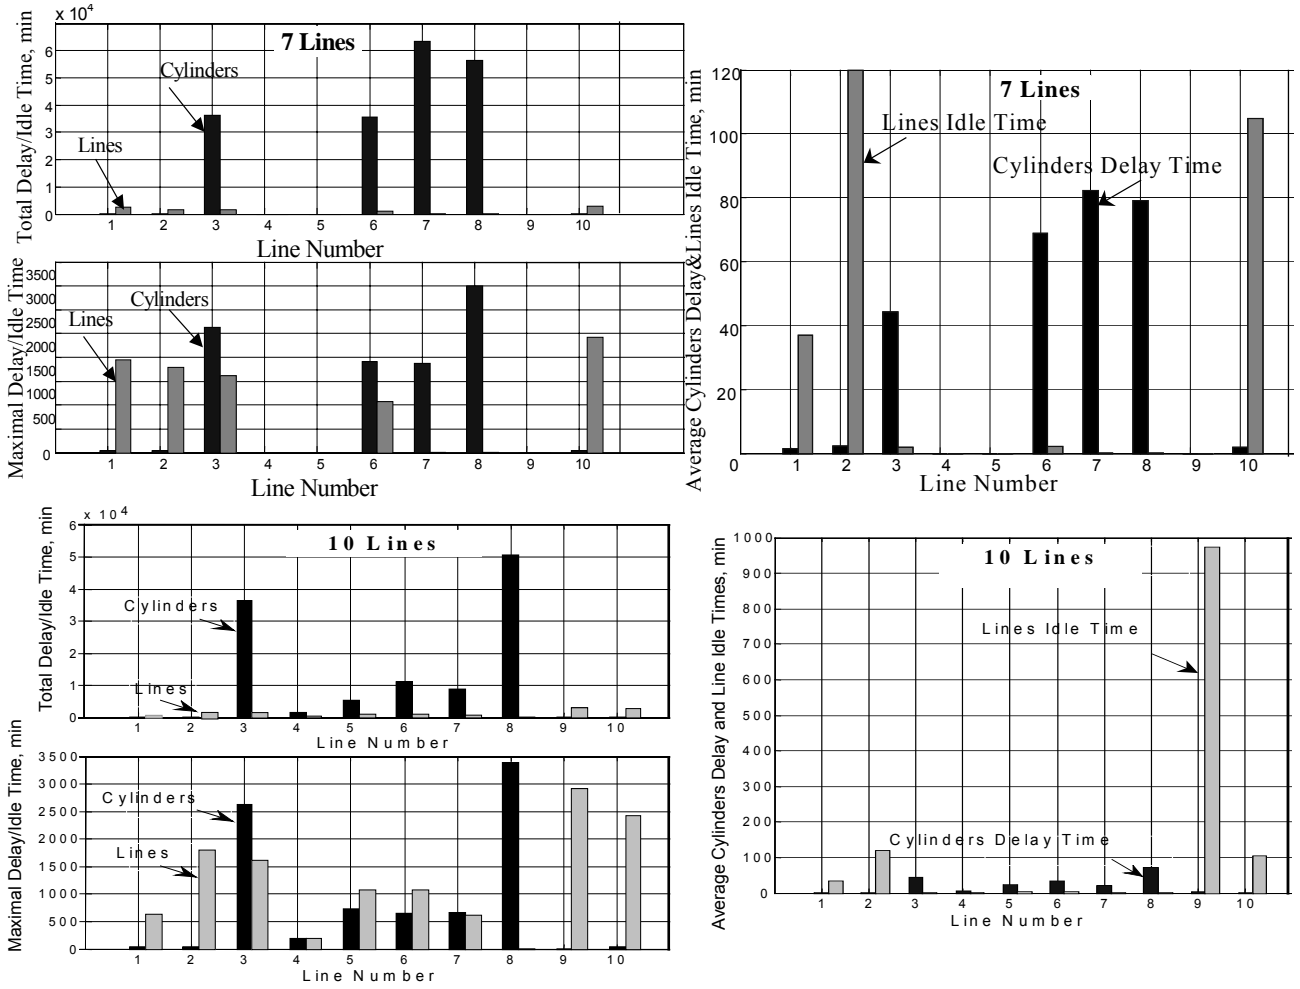 x 10^4
7 Lines
Total Delay/Idle Time, min
6
5
4
3
2
1
0
Cylinders
Lines
1 2 3 4 5 6 7 8 9 10
Line Number
Maximal Delay/Idle Time
3500
3000
2500
2000
1500
1000
500
0
Cylinders
Lines
1 2 3 4 5 6 7 8 9 10
Line Number
7 Lines
Average Cylinders Delay&Lines Idle Time, min
120
100
80
60
40
20
0
Lines Idle Time
Cylinders Delay Time
1 2 3 4 5 6 7 8 9 10
Line Number
x 10^4
10 Lines
Total Delay/Idle Time, min
6
5
4
3
2
1
0
Cylinders
Lines
1 2 3 4 5 6 7 8 9 10
Line Number
Maximal Delay/Idle Time, min
3500
3000
2500
2000
1500
1000
500
0
Cylinders
Lines
1 2 3 4 5 6 7 8 9 10
Line Number
10 Lines
Average Cylinders Delay and Line Idle Times, min
1000
900
800
700
600
500
400
300
200
100
0
Lines Idle Time
Cylinders Delay Time
1 2 3 4 5 6 7 8 9 10
Line Number